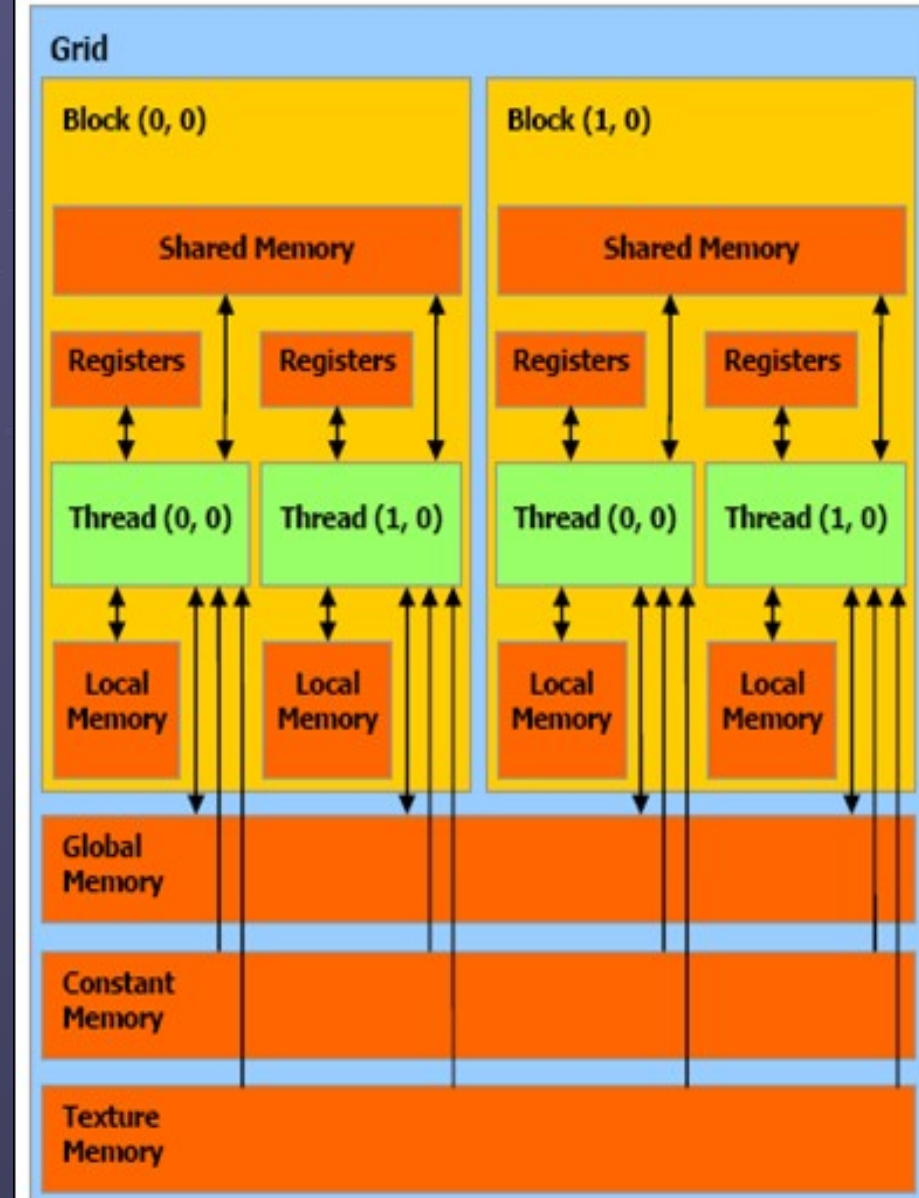 Grid
Block (0, 0)
Block (1, 0)
Shared Memory
Shared Memory
Registers
Registers
Registers
Registers
Thread (0, 0)
Thread (1, 0)
Thread (0, 0)
Thread (1, 0)
Local
Memory
Local
Memory
Local
Memory
Local
Memory
Global
Memory
Constant
Memory
Texture
Memory